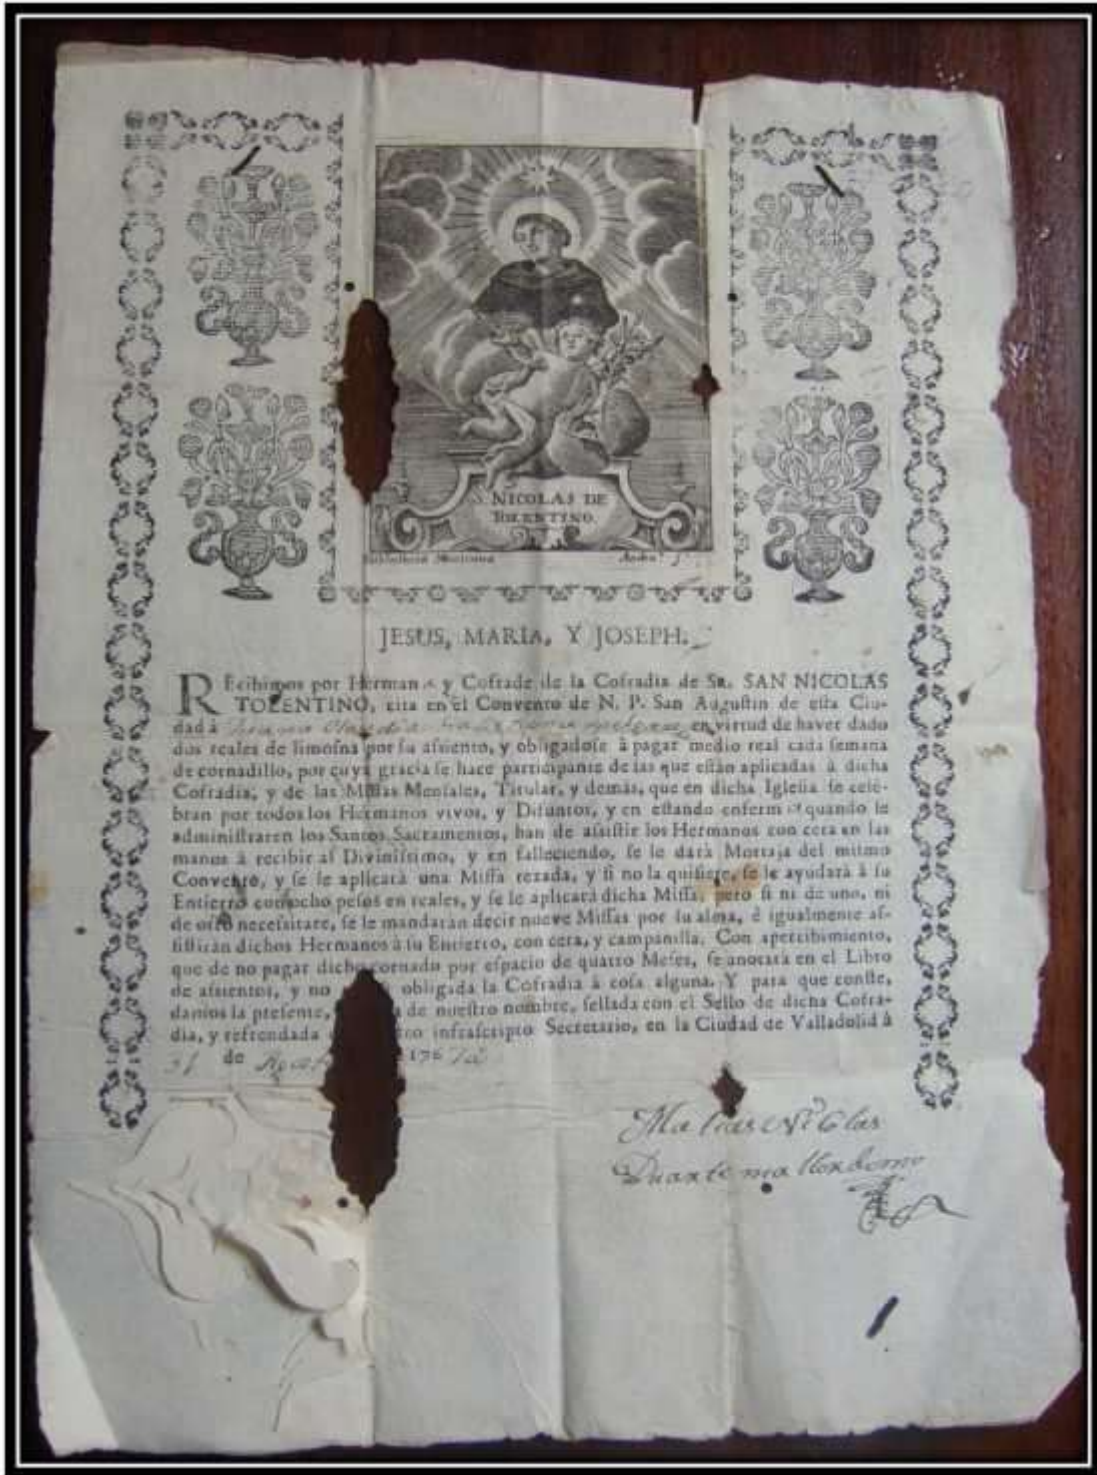 S. NICOLAS DE
TOLENTINO.
JESUS, MARIA, Y JOSEPH.
REcibimos por Herman y Cofrade de la Cofradia de SR. SAN NICOLAS
TOLENTINO, sita en el Convento de N. P. San Augustin de esta Ciu-
dad à en virtud de haver dado
dos reales de limosna por su assiento, y obligadose à pagar medio real cada semana
de cornadillo, por cuya gracia se hace participante de las que están aplicadas à dicha
Cofradia, y de las Missas Mensales, Titular, y demás, que en dicha Iglesia se cele-
bran por todos los Hermanos vivos, y Difuntos, y en estando enferm quando le
administraren los Santos Sacramentos, han de assistir los Hermanos con cera en las
manos à recibir al Divinissimo, y en falleciendo, se le darà Mortaja del mismo
Convento, y se le aplicarà una Missa rezada, y si no la quisiere, se le ayudarà à su
Entierro con ocho pesos en reales, y se le aplicarà dicha Missa, pero si ni de uno, ni
de otro necessitare, se le mandaràn decir nueve Missas por su alma, è igualmente as-
sistiràn dichos Hermanos à su Entierro, con cera, y campanilla. Con apercibimiento,
que de no pagar dicho cornado por espacio de quatro Meses, se anotarà en el Libro
de assientos, y no obligada la Cofradia à cosa alguna. Y para que conste,
damos la presente, de nuestro nombre, sellada con el Sello de dicha Cofra-
dia, y refrendada infrascripto Secretario, en la Ciudad de Valladolid à
31 de 176
Matias Nicolas
Duarte